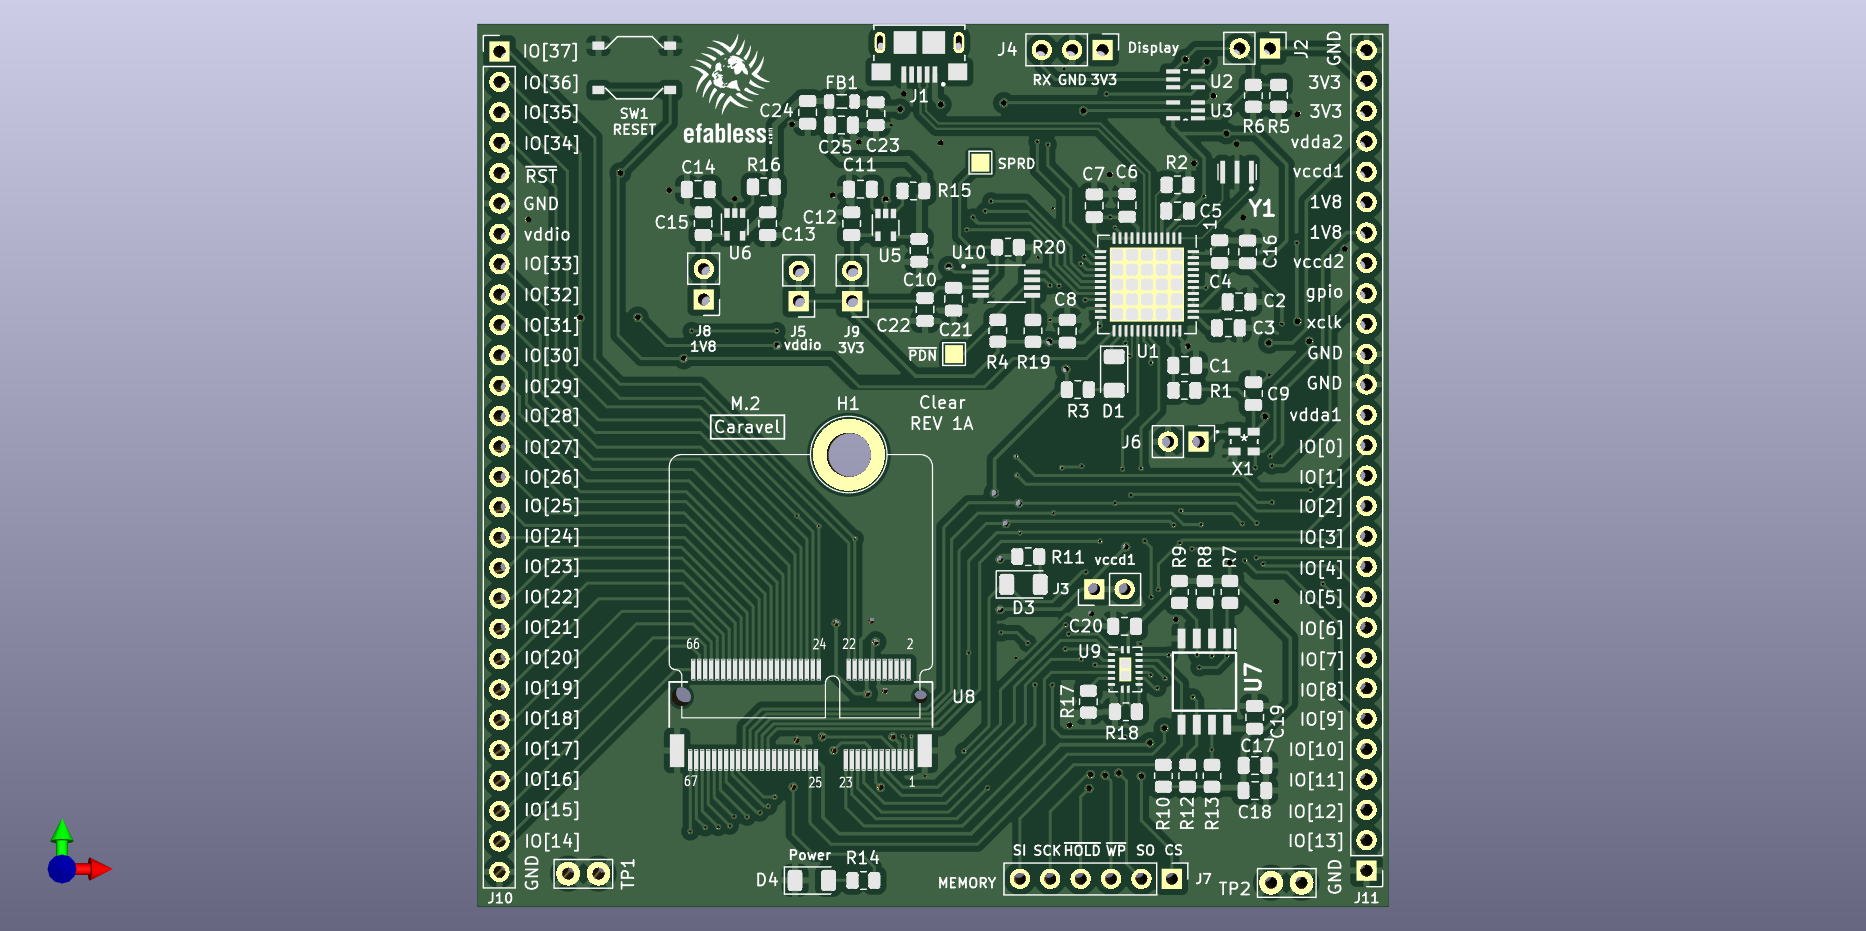 IO[37]
IO[36]
IO[35]
IO[34]
RST
GND
vddio
IO[33]
IO[32]
IO[31]
IO[30]
IO[29]
IO[28]
IO[27]
IO[26]
IO[25]
IO[24]
IO[23]
IO[22]
IO[21]
IO[20]
IO[19]
IO[18]
IO[17]
IO[16]
IO[15]
IO[14]
GND
J10
TP1
SW1
RESET
efabless
FB1
C24
C25
C23
J1
J4
RX GND 3V3
Display
J2
U2
U3
R6
R5
C14
R16
C15
U6
C13
C11
C12
R15
U5
C10
SPRD
C7
C6
R2
C5
Y1
1
U10
R20
C16
C4
C2
C3
C8
C22
C21
J8
1V8
J5
vddio
J9
3V3
PDN
R4
R19
U1
C1
R1
R3
D1
C9
J6
X1
*
M.2
Caravel
H1
Clear
REV 1A
R11
D3
J3
vccd1
R9
R8
R7
C20
U9
R17
R18
U7
C19
C17
C18
R10
R12
R13
66
24
22
2
U8
67
25
23
1
Power
D4
R14
SI
SCK
HOLD
WP
SO
CS
MEMORY
J7
TP2
GND
3V3
3V3
vdda2
vccd1
1V8
1V8
vccd2
gpio
xclk
GND
GND
vdda1
IO[0]
IO[1]
IO[2]
IO[3]
IO[4]
IO[5]
IO[6]
IO[7]
IO[8]
IO[9]
IO[10]
IO[11]
IO[12]
IO[13]
GND
J11